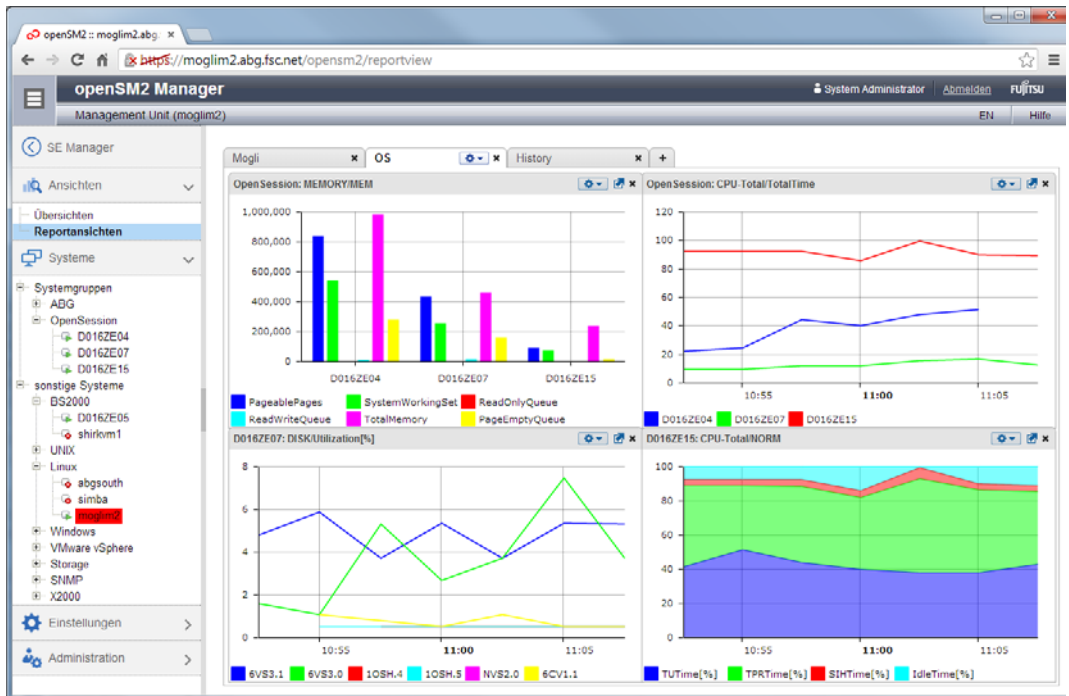 openSM2 :: moglim2.abg.
https://moglim2.abg.fsc.net/opensm2/reportview
openSM2 Manager
System Administrator
Abmelden
FUJITSU
Management Unit (moglim2)
EN
Hilfe
SE Manager
Ansichten
Übersichten
Reportansichten
Systeme
Systemgruppen
ABG
OpenSession
D016ZE04
D016ZE07
D016ZE15
sonstige Systeme
BS2000
D016ZE05
shirkvm1
UNIX
Linux
abgsouth
simba
moglim2
Windows
VMware vSphere
Storage
SNMP
X2000
Einstellungen
Administration
Mogli
OS
History
OpenSession: MEMORY/MEM
1,000,000
800,000
600,000
400,000
200,000
0
D016ZE04 D016ZE07 D016ZE15
PageablePages SystemWorkingSet ReadOnlyQueue
ReadWriteQueue TotalMemory PageEmptyQueue
OpenSession: CPU-Total/TotalTime
120
100
80
60
40
20
0
10:55 11:00 11:05
D016ZE04 D016ZE07 D016ZE15
D016ZE07: DISK/Utilization[%]
8
6
4
2
0
10:55 11:00 11:05
6VS3.1 6VS3.0 1OSH.4 1OSH.5 NVS2.0 6CV1.1
D016ZE15: CPU-Total/NORM
100
80
60
40
20
0
10:55 11:00 11:05
TUTime[%] TPRTime[%] SIHTime[%] IdleTime[%]